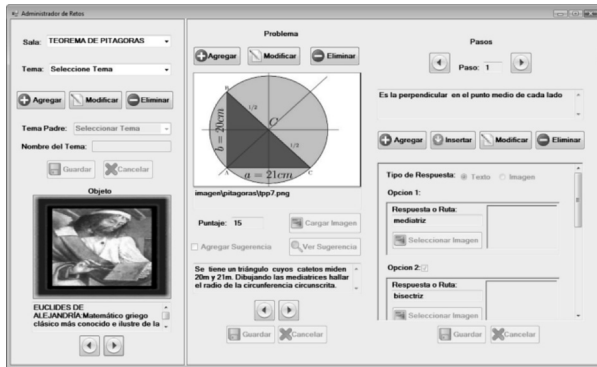 Administrador de Retos
Sala: TEOREMA DE PITAGORAS
Tema: Seleccione Tema
Agregar Modificar Eliminar
Tema Padre: Seleccionar Tema
Nombre del Tema:
Guardar Cancelar
Objeto
EUCLIDES DE
ALEJANDRÍA:Matemático griego
clásico más conocido e ilustre de la
Problema
Agregar Modificar Eliminar
B
1/2
C
b = 20cm
1/2
A
a = 21cm
C
imagen\pitagoras\tpp7.png
Puntaje: 15
Cargar Imagen
Agregar Sugerencia
Ver Sugerencia
Se tiene un triángulo cuyos catetos miden
20m y 21m. Dibujando las mediatrices hallar
el radio de la circunferencia circunscrita.
Guardar Cancelar
Pasos
Paso: 1
Es la perpendicular en el punto medio de cada lado
Agregar Insertar Modificar Eliminar
Tipo de Respuesta: Texto Imagen
Opcion 1:
Respuesta o Ruta:
mediatriz
Seleccionar Imagen
Opcion 2:
Respuesta o Ruta:
bisectriz
Seleccionar Imagen
Guardar Cancelar